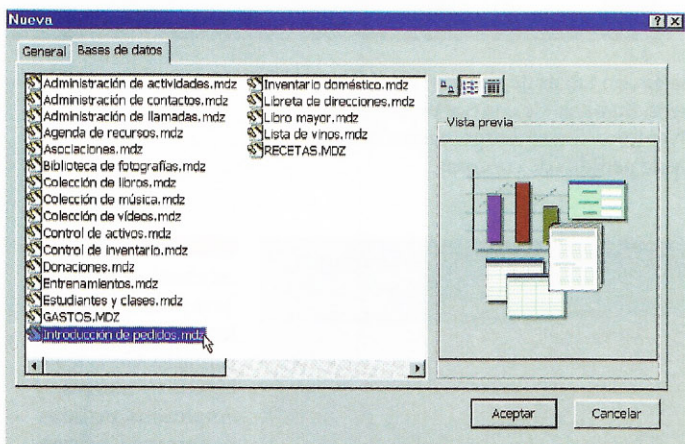 Nueva
General Bases de datos
Administración de actividades.mdz
Administración de contactos.mdz
Administración de llamadas.mdz
Agenda de recursos.mdz
Asociaciones.mdz
Biblioteca de fotografías.mdz
Colección de libros.mdz
Colección de música.mdz
Colección de vídeos.mdz
Control de activos.mdz
Control de inventario.mdz
Donaciones.mdz
Entrenamientos.mdz
Estudiantes y clases.mdz
GASTOS.MDZ
Introducción de pedidos.mdz
Inventario doméstico.mdz
Libreta de direcciones.mdz
Libro mayor.mdz
Lista de vinos.mdz
RECETAS.MDZ
Vista previa
Aceptar
Cancelar